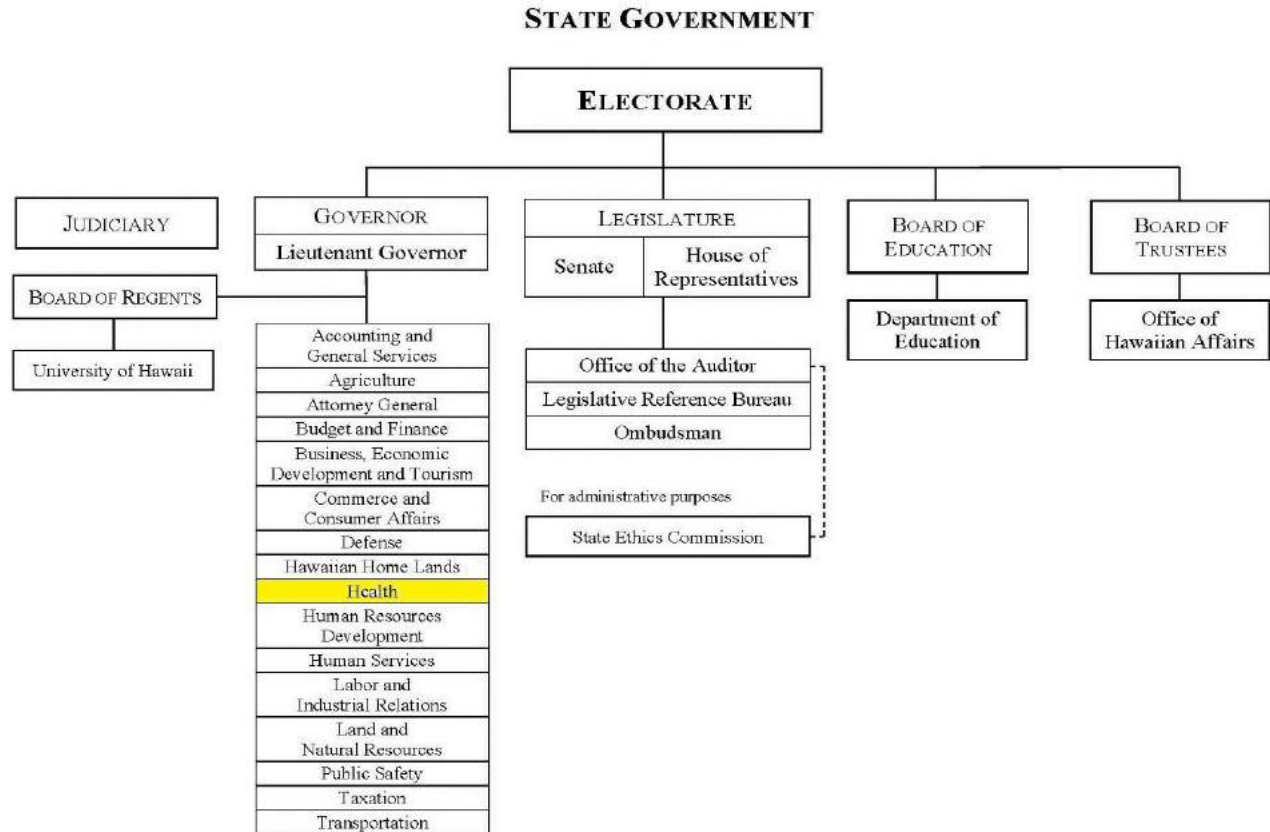 STATE GOVERNMENT
ELECTORATE
JUDICIARY
GOVERNOR
Lieutenant Governor
LEGISLATURE
Senate
House of
Representatives
BOARD OF
EDUCATION
BOARD OF
TRUSTEES
BOARD OF REGENTS
University of Hawaii
Accounting and
General Services
Agriculture
Attorney General
Budget and Finance
Business, Economic
Development and Tourism
Commerce and
Consumer Affairs
Defense
Hawaiian Home Lands
Health
Human Resources
Development
Human Services
Labor and
Industrial Relations
Land and
Natural Resources
Public Safety
Taxation
Transportation
Office of the Auditor
Legislative Reference Bureau
Ombudsman
For administrative purposes
State Ethics Commission
Department of
Education
Office of
Hawaiian Affairs